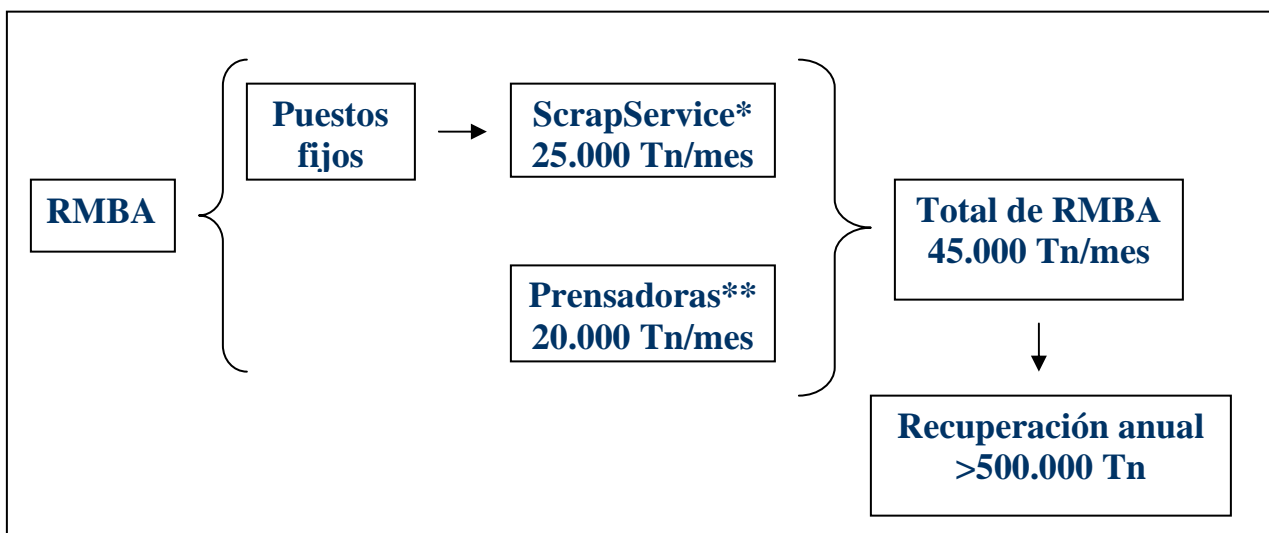 RMBA
Puestos
fijos
ScrapService*
25.000 Tn/mes
Prensadoras**
20.000 Tn/mes
Total de RMBA
45.000 Tn/mes
Recuperación anual
>500.000 Tn